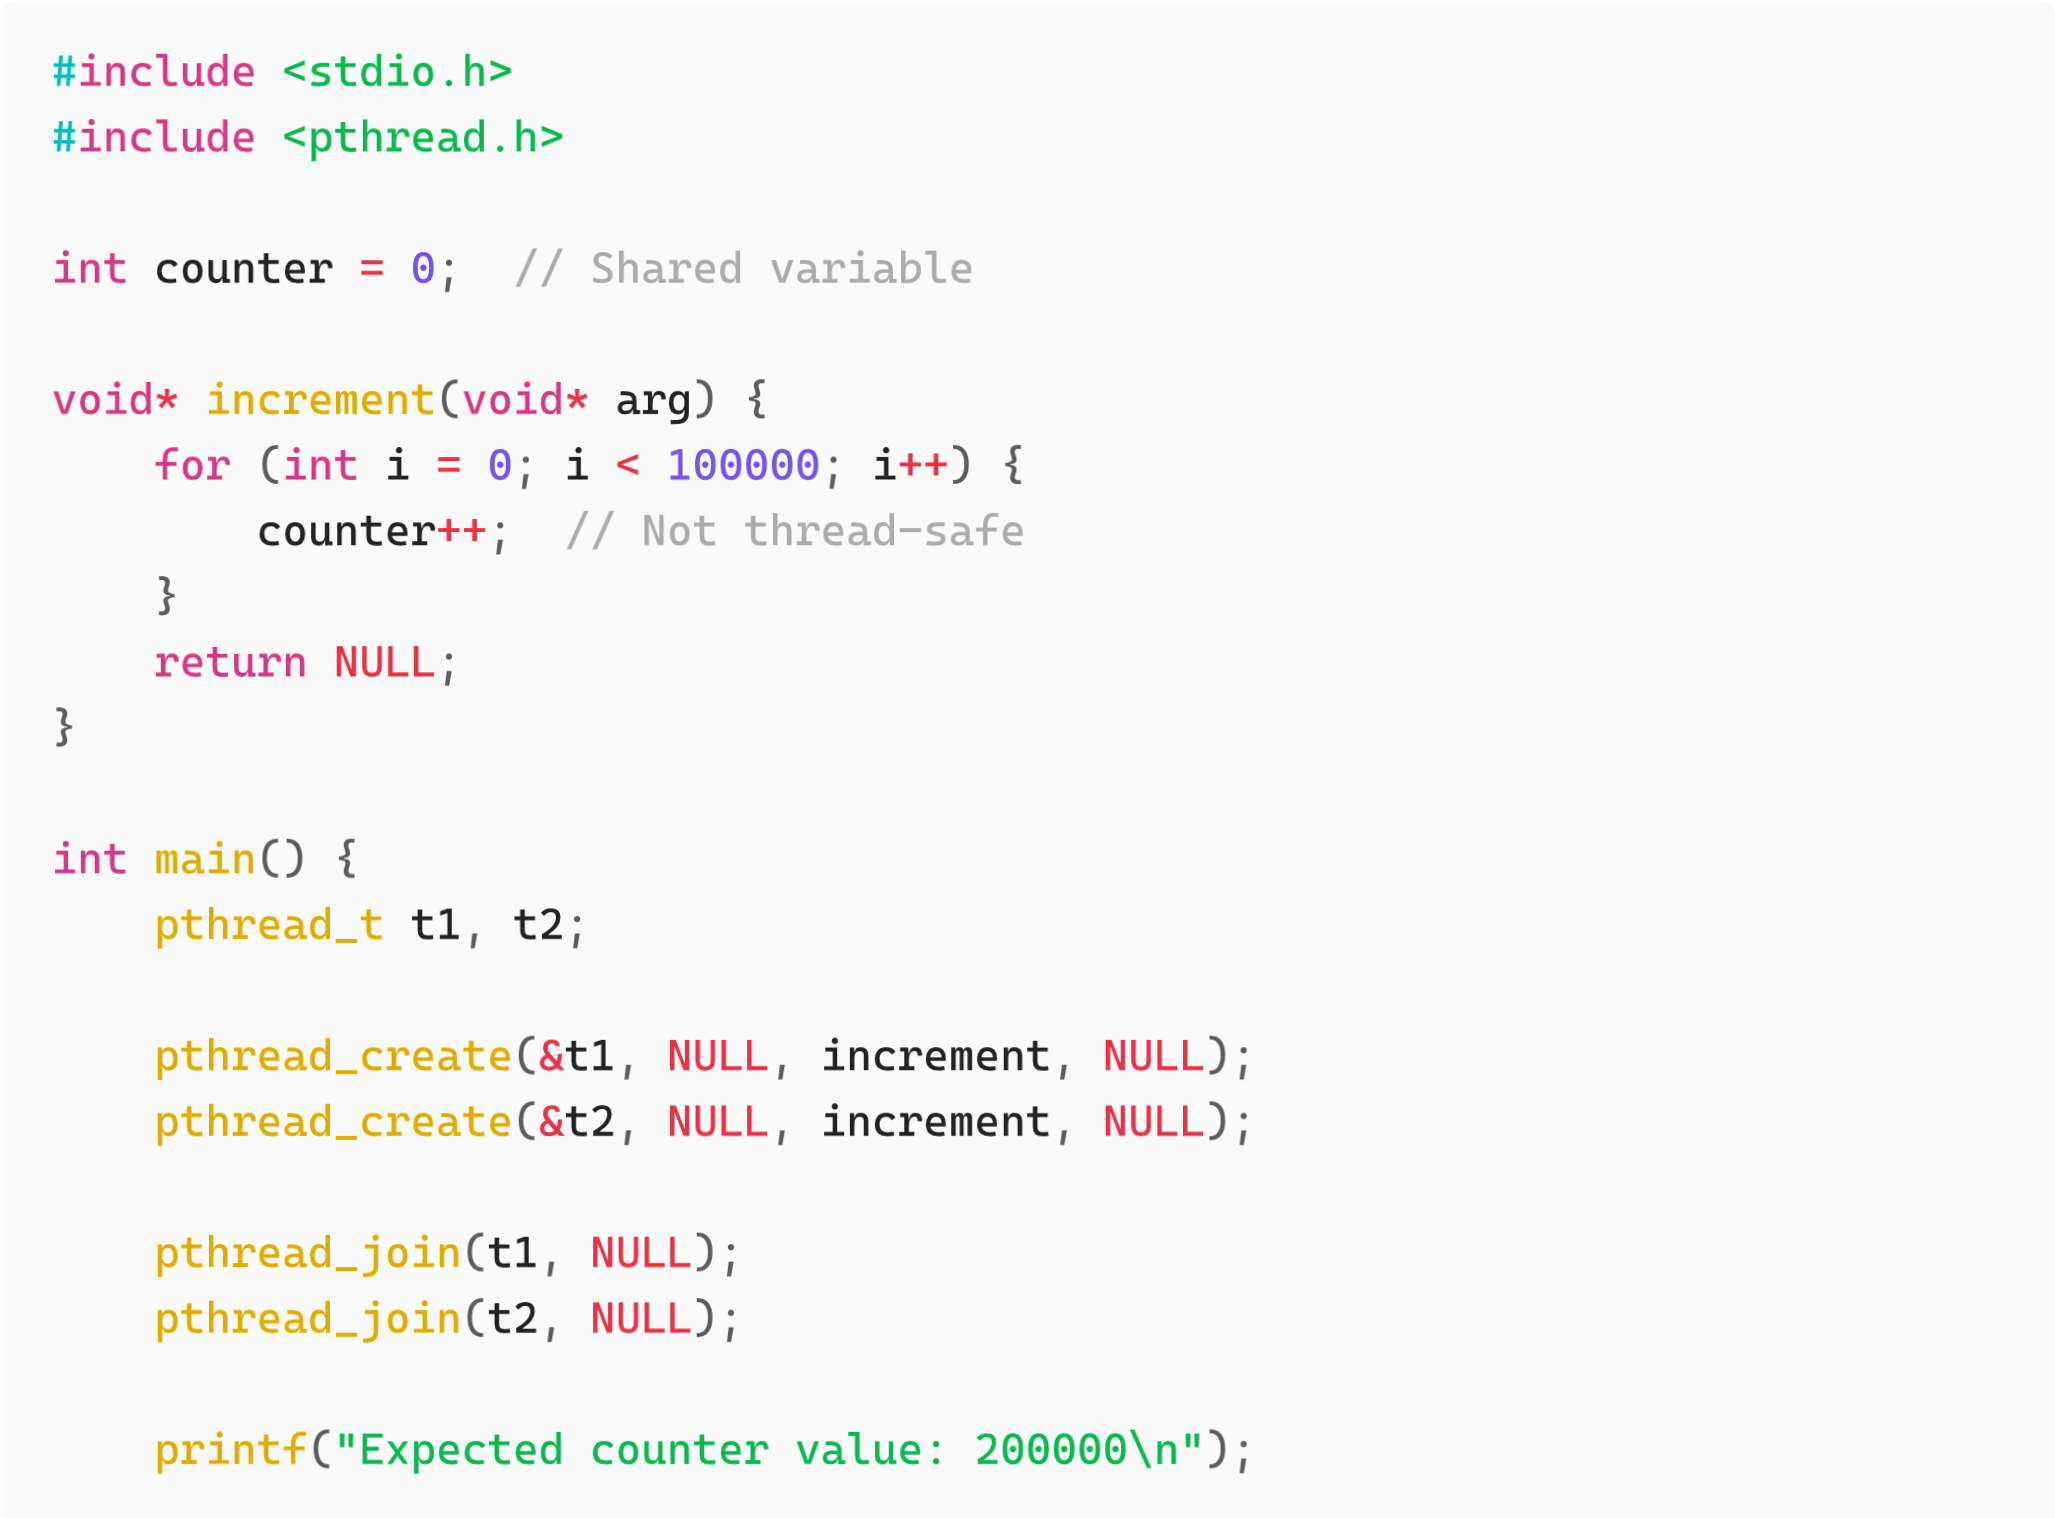 #include <stdio.h>
#include <pthread.h>
int counter = 0;  // Shared variable
void* increment(void* arg) {
    for (int i = 0; i < 100000; i++) {
        counter++;  // Not thread-safe
    }
    return NULL;
}
int main() {
    pthread_t t1, t2;
    pthread_create(&t1, NULL, increment, NULL);
    pthread_create(&t2, NULL, increment, NULL);
    pthread_join(t1, NULL);
    pthread_join(t2, NULL);
    printf("Expected counter value: 200000\n");